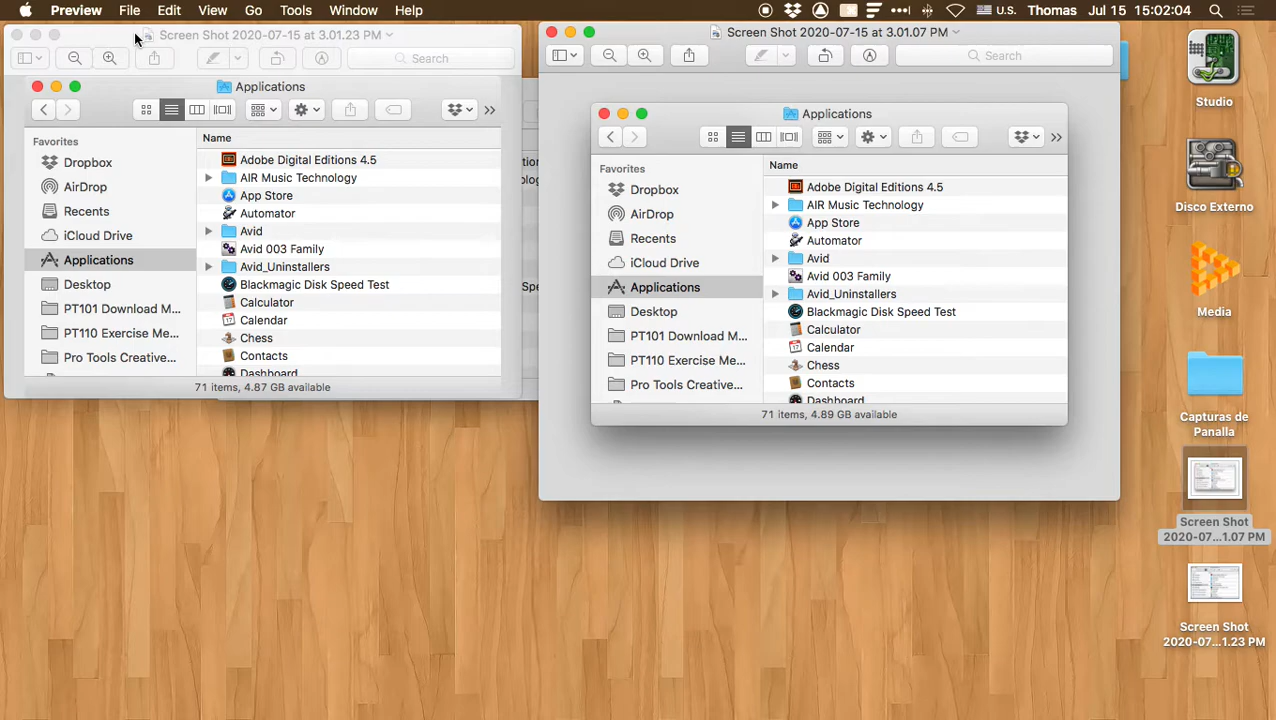 Preview File Edit View Go Tools Window Help U.S. Thomas Jul 15 15:02:04
Screen Shot 2020-07-15 at 3.01.23 PM
Search
Applications
Favorites
Dropbox
AirDrop
Recents
iCloud Drive
Applications
Desktop
PT101 Download M...
PT110 Exercise Me...
Pro Tools Creative...
Name
Adobe Digital Editions 4.5
AIR Music Technology
App Store
Automator
Avid
Avid 003 Family
Avid_Uninstallers
Blackmagic Disk Speed Test
Calculator
Calendar
Chess
Contacts
Dashboard
71 items, 4.87 GB available
Screen Shot 2020-07-15 at 3.01.07 PM
Search
Applications
Favorites
Dropbox
AirDrop
Recents
iCloud Drive
Applications
Desktop
PT101 Download M...
PT110 Exercise Me...
Pro Tools Creative...
Name
Adobe Digital Editions 4.5
AIR Music Technology
App Store
Automator
Avid
Avid 003 Family
Avid_Uninstallers
Blackmagic Disk Speed Test
Calculator
Calendar
Chess
Contacts
Dashboard
71 items, 4.89 GB available
Studio
Disco Externo
Media
Capturas de
Panalla
Screen Shot
2020-07...1.07 PM
Screen Shot
2020-07...1.23 PM